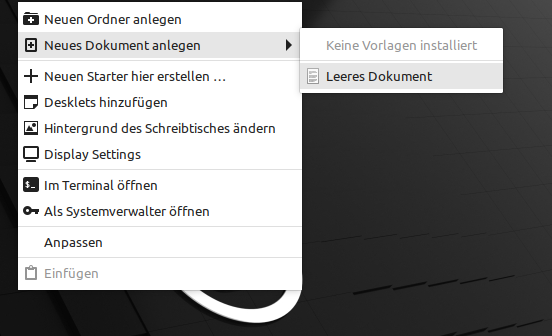 Neuen Ordner anlegen
Neues Dokument anlegen
Keine Vorlagen installiert
Leeres Dokument
Neuen Starter hier erstellen ...
Desklets hinzufügen
Hintergrund des Schreibtisches ändern
Display Settings
Im Terminal öffnen
Als Systemverwalter öffnen
Anpassen
Einfügen